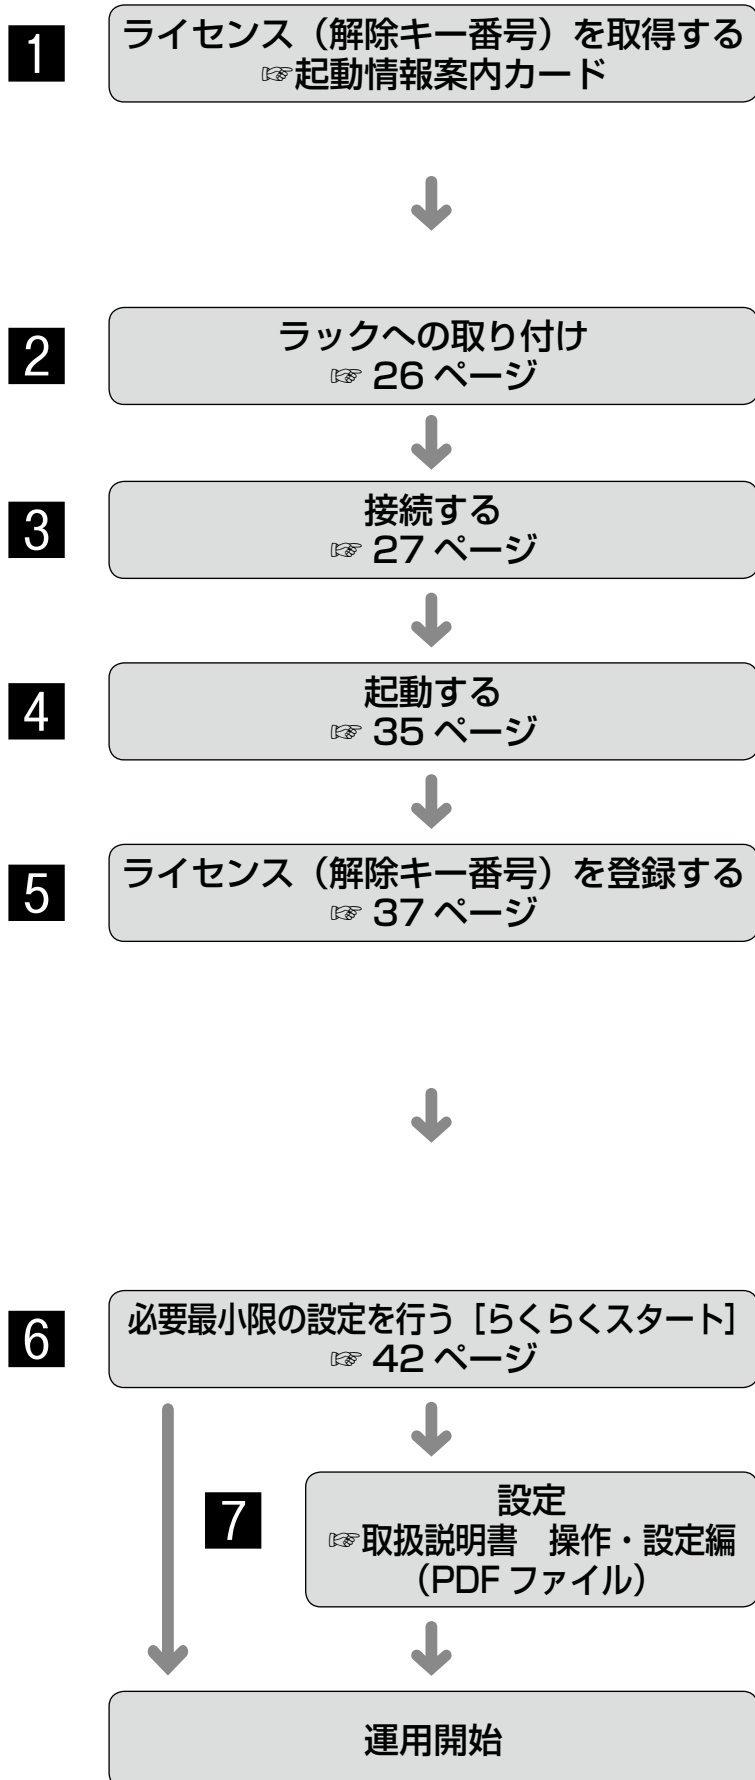 1
ライセンス（解除キー番号）を取得する
☞起動情報案内カード
2
ラックへの取り付け
☞ 26 ページ
3
接続する
☞ 27 ページ
4
起動する
☞ 35 ページ
5
ライセンス（解除キー番号）を登録する
☞ 37 ページ
6
必要最小限の設定を行う［らくらくスタート］
☞ 42 ページ
7
設定
☞取扱説明書　操作・設定編
（PDF ファイル）
運用開始